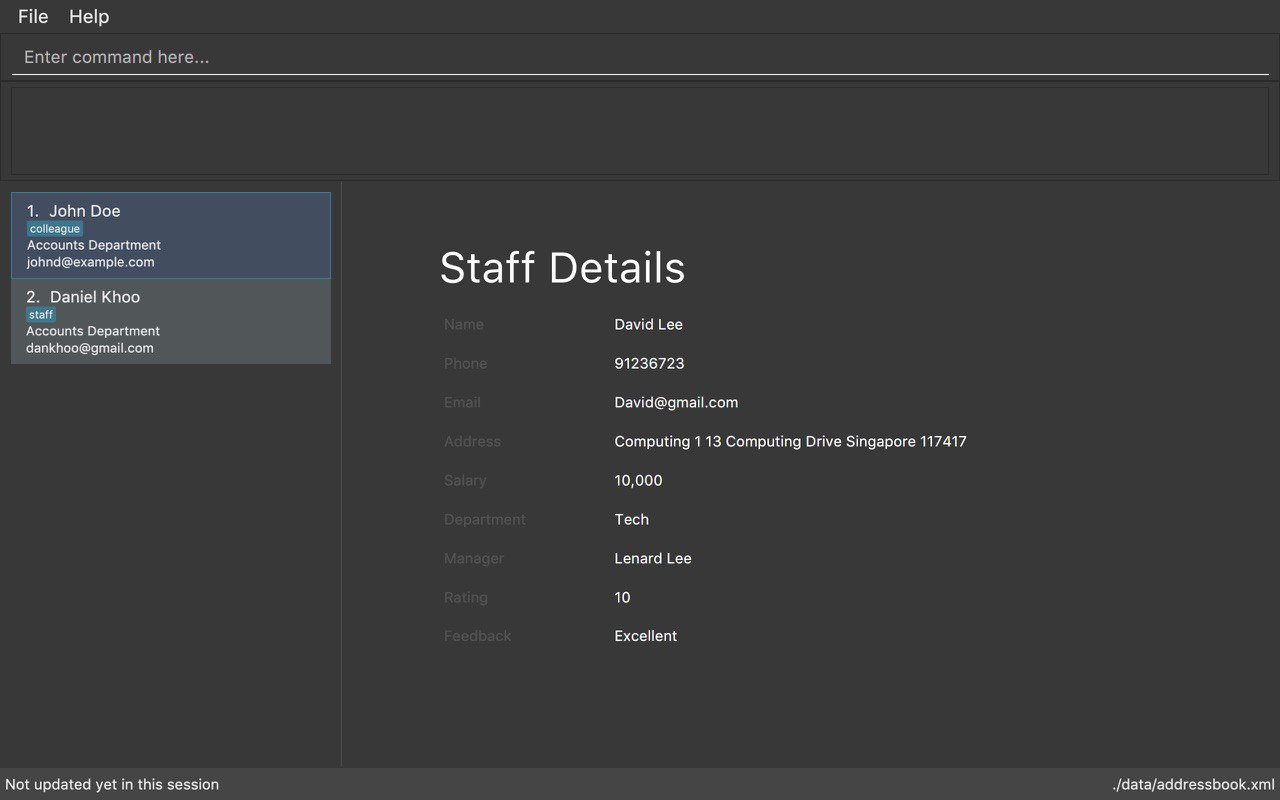 File Help
Enter command here...
1. John Doe
colleague
Accounts Department
johnd@example.com
2. Daniel Khoo
staff
Accounts Department
dankhoo@gmail.com
Staff Details
Name David Lee
Phone 91236723
Email David@gmail.com
Address Computing 1 13 Computing Drive Singapore 117417
Salary 10,000
Department Tech
Manager Lenard Lee
Rating 10
Feedback Excellent
Not updated yet in this session ./data/addressbook.xml